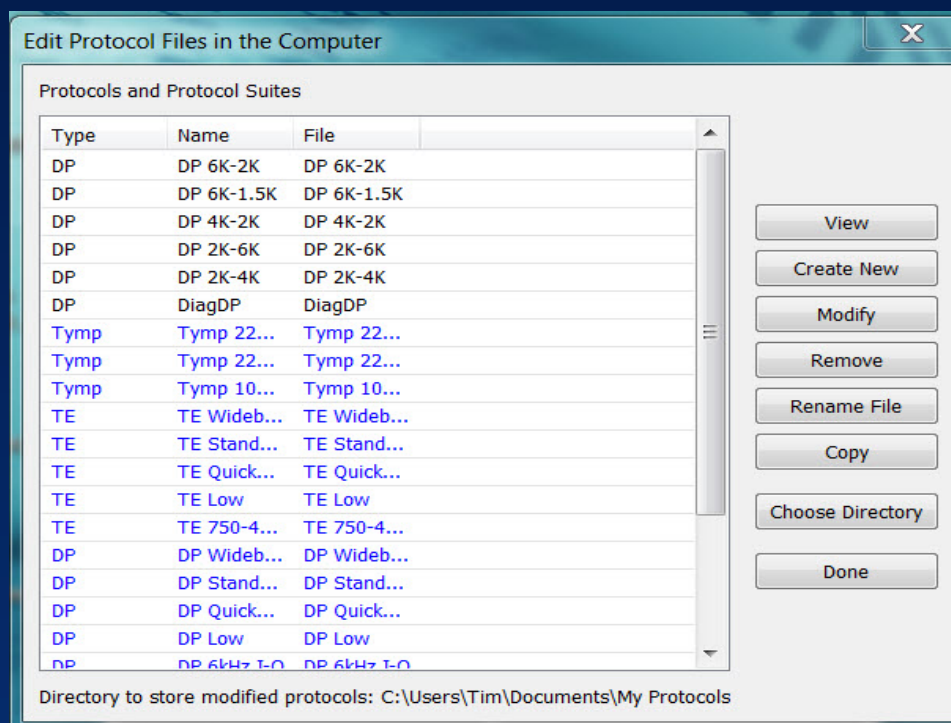 Edit Protocol Files in the Computer
Protocols and Protocol Suites
Type Name File
DP DP 6K-2K DP 6K-2K
DP DP 6K-1.5K DP 6K-1.5K
DP DP 4K-2K DP 4K-2K
DP DP 2K-6K DP 2K-6K
DP DP 2K-4K DP 2K-4K
DP DiagDP DiagDP
Tymp Tymp 22... Tymp 22...
Tymp Tymp 22... Tymp 22...
Tymp Tymp 10... Tymp 10...
TE TE Wideb... TE Wideb...
TE TE Stand... TE Stand...
TE TE Quick... TE Quick...
TE TE Low TE Low
TE TE 750-4... TE 750-4...
DP DP Wideb... DP Wideb...
DP DP Stand... DP Stand...
DP DP Quick... DP Quick...
DP DP Low DP Low
DP DP 6kHz I-O DP 6kHz I-O
View
Create New
Modify
Remove
Rename File
Copy
Choose Directory
Done
Directory to store modified protocols: C:\Users\Tim\Documents\My Protocols